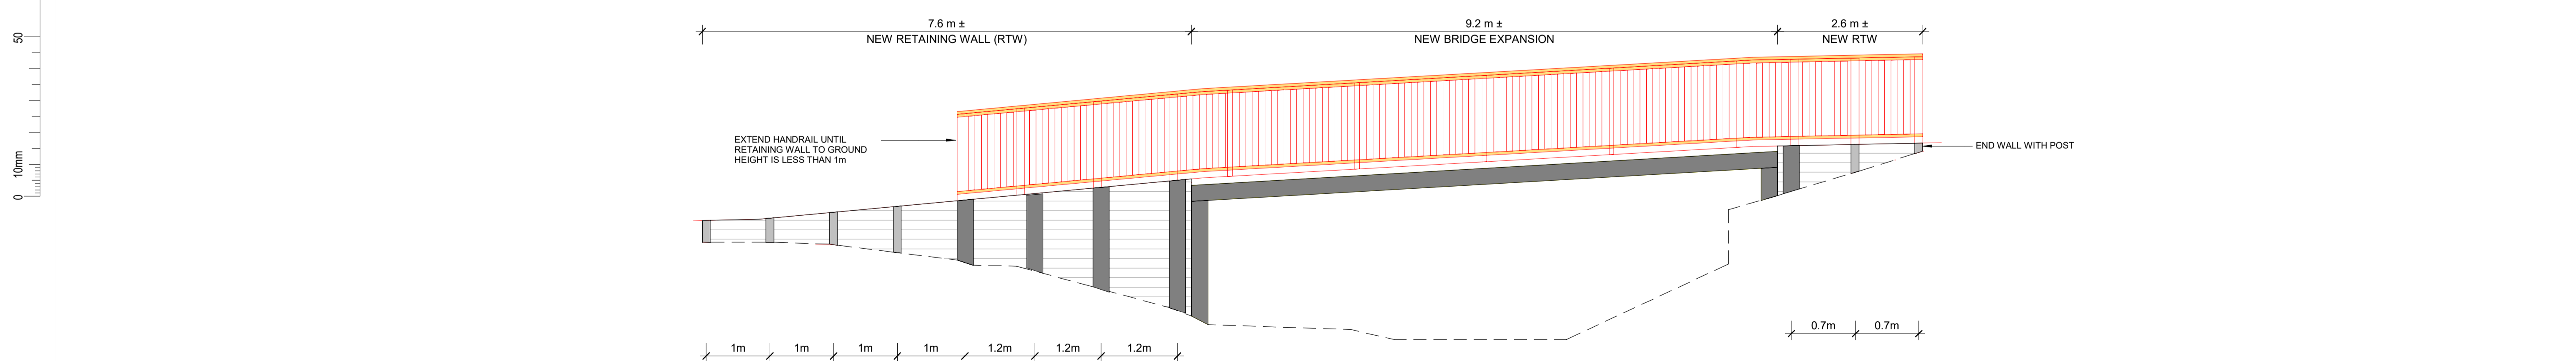 7.6 m ±
NEW RETAINING WALL (RTW)
9.2 m ±
NEW BRIDGE EXPANSION
2.6 m ±
NEW RTW
50
10mm
0
EXTEND HANDRAIL UNTIL
RETAINING WALL TO GROUND
HEIGHT IS LESS THAN 1m
END WALL WITH POST
0.7m 0.7m
1m 1m 1m 1m 1.2m 1.2m 1.2m